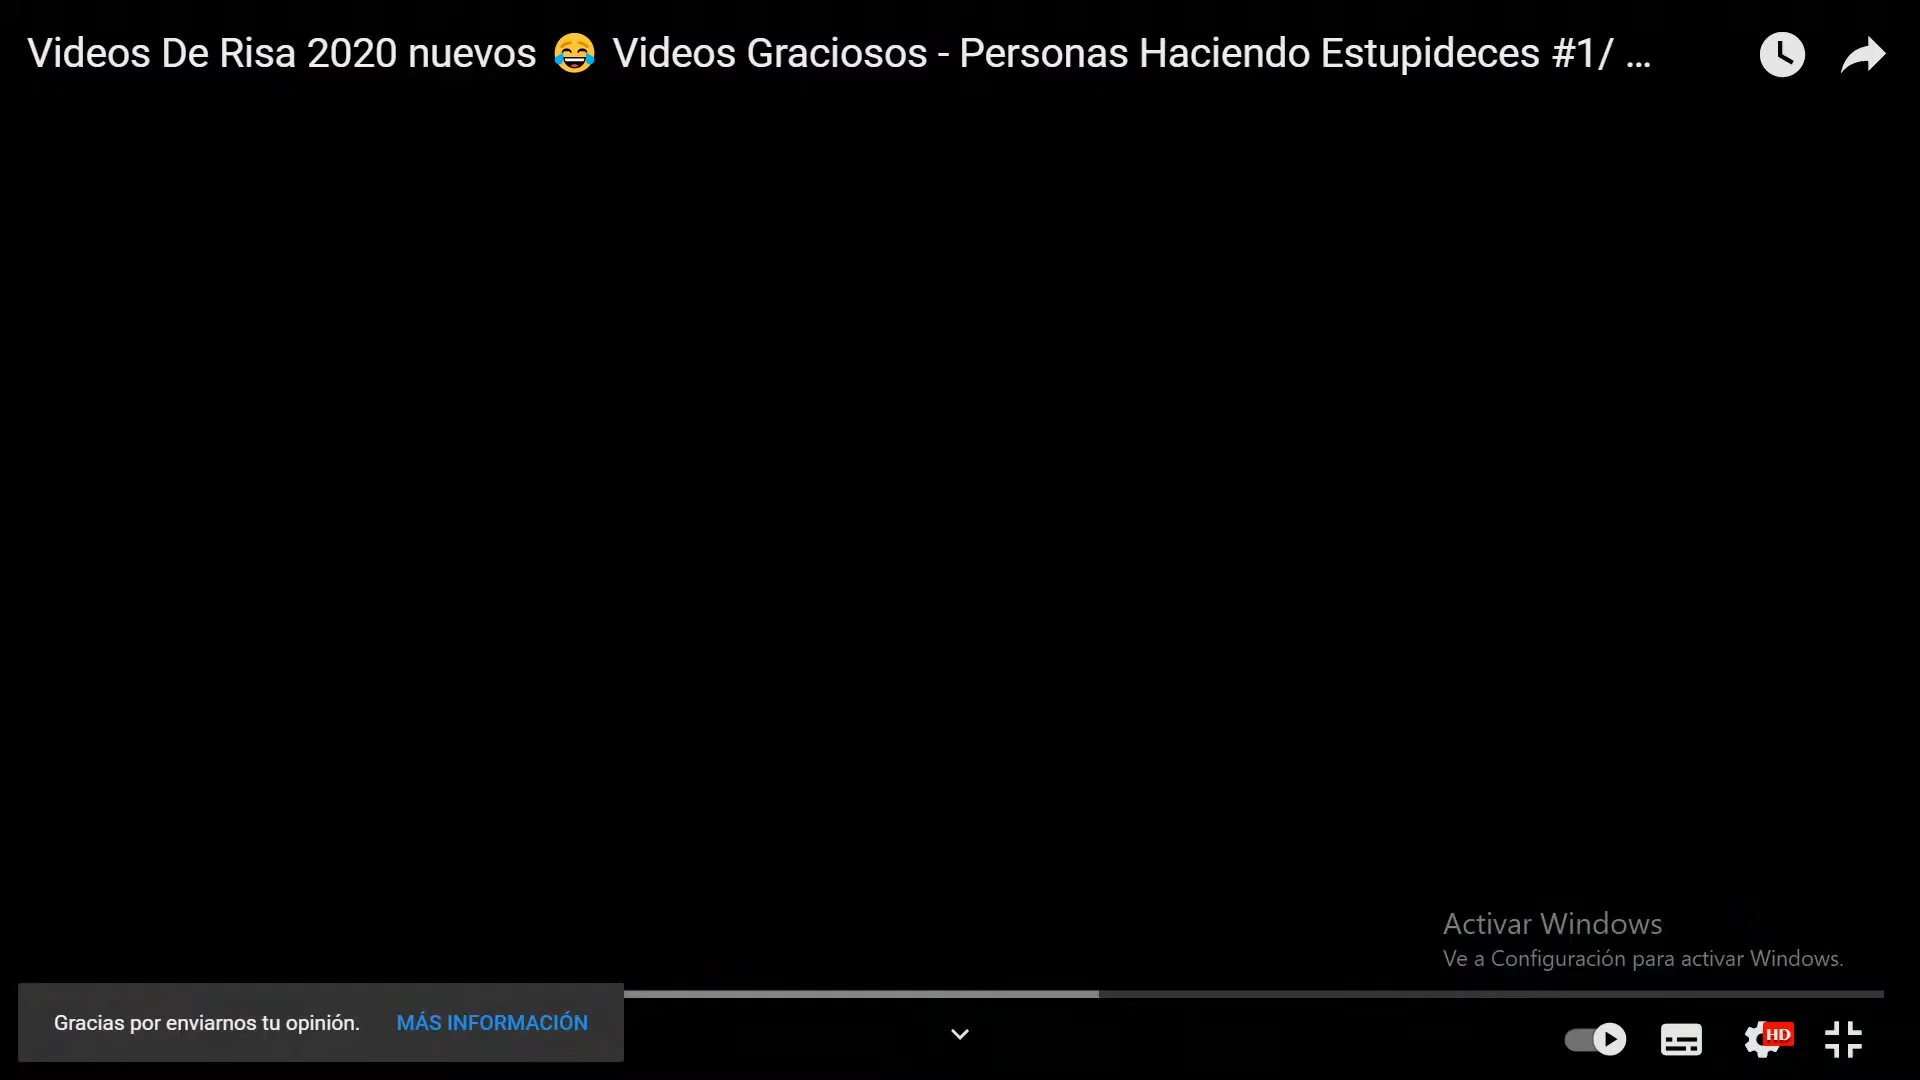 Videos De Risa 2020 nuevos 😂 Videos Graciosos - Personas Haciendo Estupideces #1/ ...
Activar Windows
Ve a Configuración para activar Windows.
Gracias por enviarnos tu opinión. MÁS INFORMACIÓN
HD